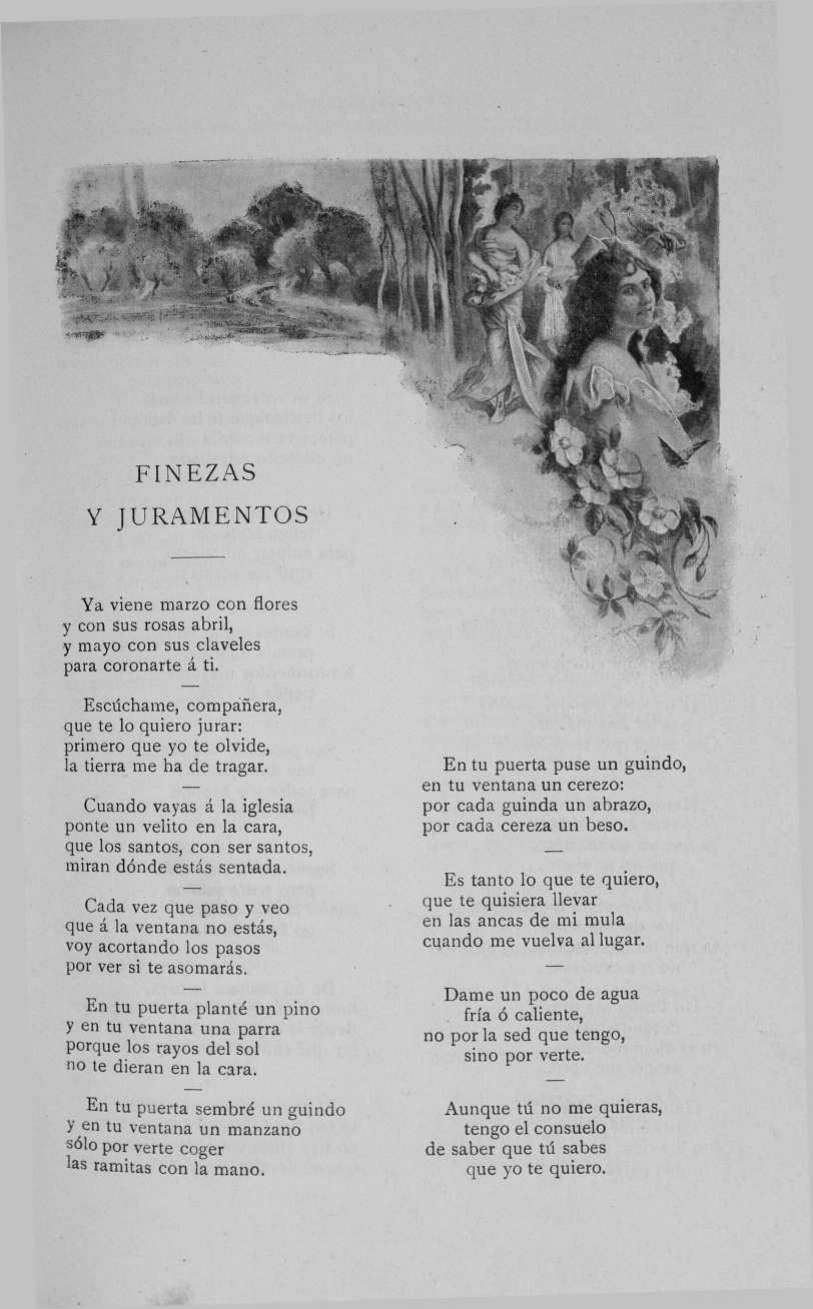 FINEZAS
Y JURAMENTOS
Ya viene marzo con flores
y con sus rosas abril,
y mayo con sus claveles
para coronarte á ti.
—
Escúchame, compañera,
que te lo quiero jurar:
primero que yo te olvide,
la tierra me ha de tragar.
—
Cuando vayas á la iglesia
ponte un velito en la cara,
que los santos, con ser santos,
miran dónde estás sentada.
—
Cada vez que paso y veo
que á la ventana no estás,
voy acortando los pasos
por ver si te asomarás.
—
En tu puerta planté un pino
y en tu ventana una parra
porque los rayos del sol
no te dieran en la cara.
—
En tu puerta sembré un guindo
y en tu ventana un manzano
sólo por verte coger
las ramitas con la mano.
En tu puerta puse un guindo,
en tu ventana un cerezo:
por cada guinda un abrazo,
por cada cereza un beso.
—
Es tanto lo que te quiero,
que te quisiera llevar
en las ancas de mi mula
cuando me vuelva al lugar.
—
Dame un poco de agua
fría ó caliente,
no por la sed que tengo,
sino por verte.
—
Aunque tú no me quieras,
tengo el consuelo
de saber que tú sabes
que yo te quiero.